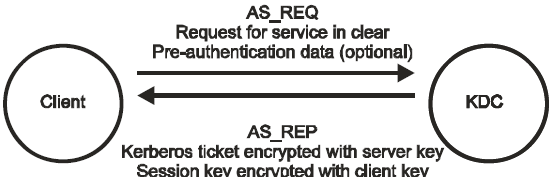 AS_REQ
Request for service in clear
Pre-authentication data (optional)
Client
KDC
AS_REP
Kerberos ticket encrypted with server key
Session key encrypted with client key